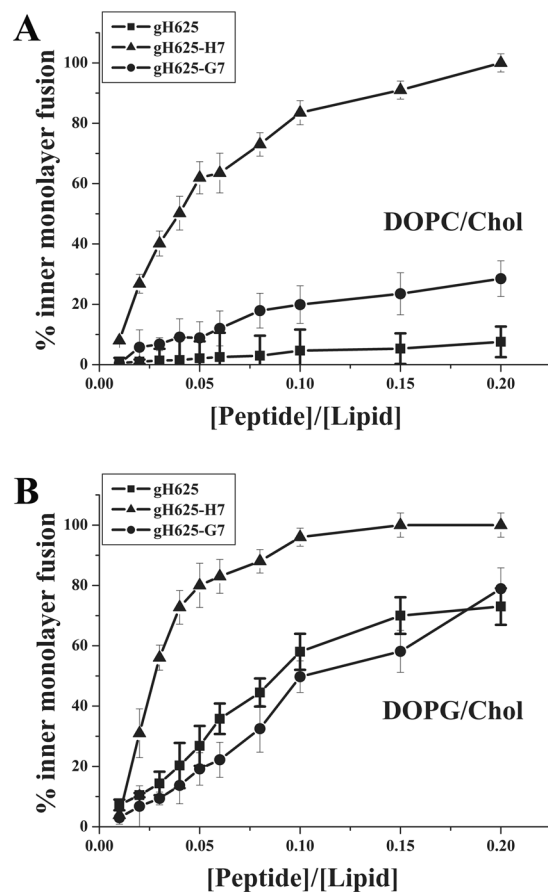 A
gH625
gH625-H7
gH625-G7
100
80
60
40
20
0
% inner monolayer fusion
DOPC/Chol
0.00 0.05 0.10 0.15 0.20
[Peptide]/[Lipid]
B
gH625
gH625-H7
gH625-G7
100
80
60
40
20
0
% inner monolayer fusion
DOPG/Chol
0.00 0.05 0.10 0.15 0.20
[Peptide]/[Lipid]